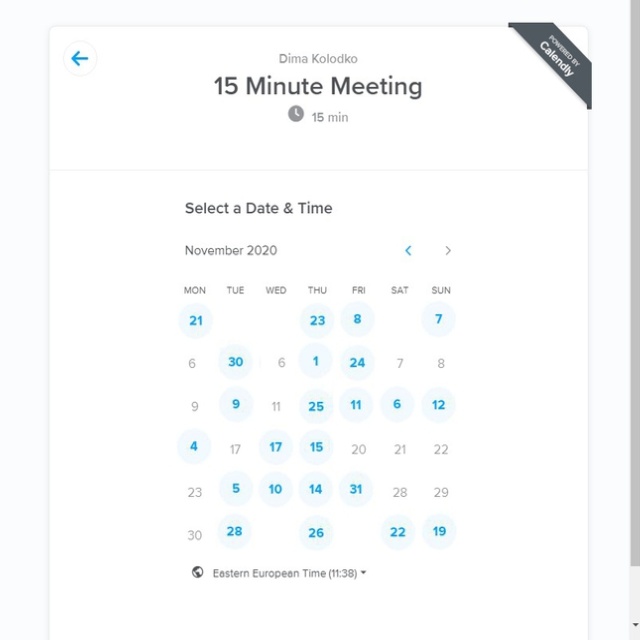 POWERED BY
Calendly
Dima Kolodko
15 Minute Meeting
15 min
Select a Date & Time
November 2020
MON TUE WED THU FRI SAT SUN
21 23 8 7
6 30 6 1 24 7 8
9 9 11 25 11 6 12
4 17 17 15 20 21 22
23 5 10 14 31 28 29
30 28 26 22 19
Eastern European Time (11:38)